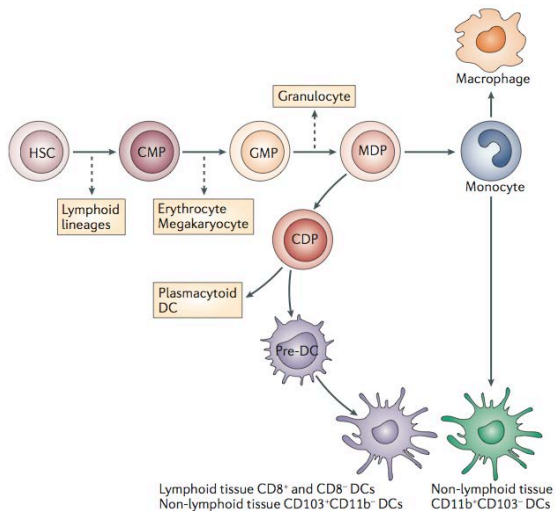 Macrophage
Granulocyte
HSC
CMP
GMP
MDP
Monocyte
Lymphoid
lineages
Erythrocyte
Megakaryocyte
CDP
Plasmacytoid
DC
Pre-DC
Lymphoid tissue CD8⁺ and CD8⁻ DCs
Non-lymphoid tissue CD103⁺CD11b⁻ DCs
Non-lymphoid tissue
CD11b⁺CD103⁻ DCs